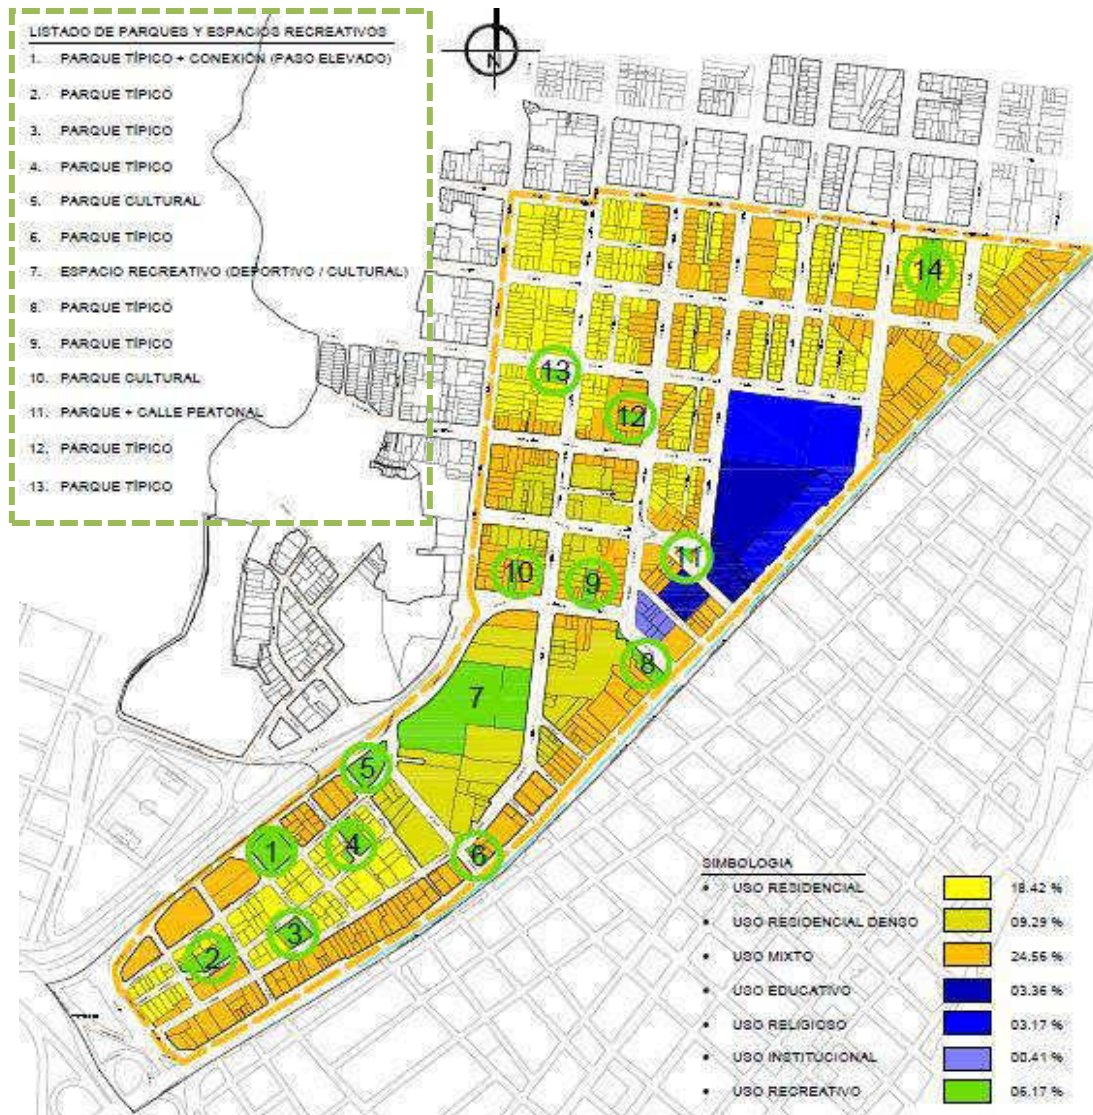 LISTADO DE PARQUES Y ESPACIOS RECREATIVOS
1. PARQUE TÍPICO + CONEXIÓN (PASO ELEVADO)
2. PARQUE TÍPICO
3. PARQUE TÍPICO
4. PARQUE TÍPICO
5. PARQUE CULTURAL
6. PARQUE TÍPICO
7. ESPACIO RECREATIVO (DEPORTIVO / CULTURAL)
8. PARQUE TÍPICO
9. PARQUE TÍPICO
10. PARQUE CULTURAL
11. PARQUE + CALLE PEATONAL
12. PARQUE TÍPICO
13. PARQUE TÍPICO
N
14
13
12
11
10
9
8
7
5
4
1
6
3
2
SIMBOLOGIA
• USO RESIDENCIAL 18.42 %
• USO RESIDENCIAL DENSO 09.29 %
• USO MIXTO 24.56 %
• USO EDUCATIVO 03.36 %
• USO RELIGIOSO 03.17 %
• USO INSTITUCIONAL 00.41 %
• USO RECREATIVO 06.17 %